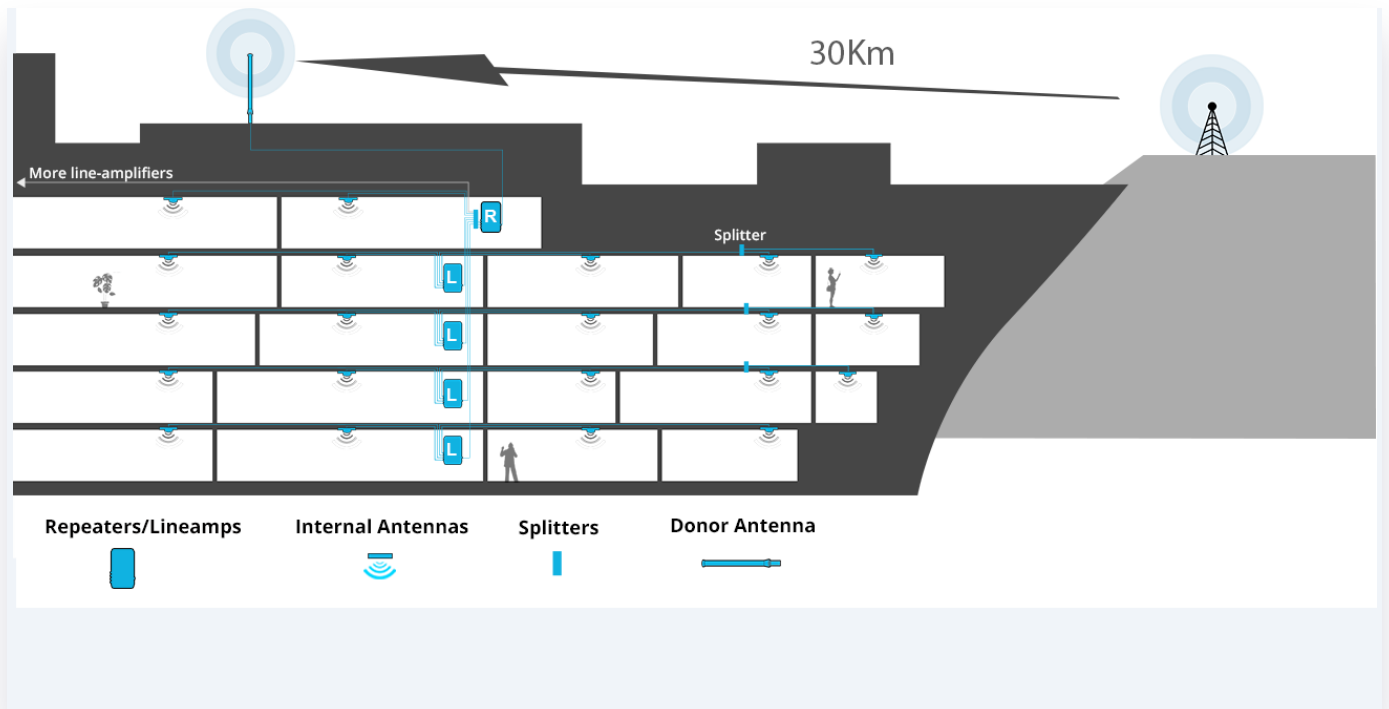 30Km
More line-amplifiers
R
Splitter
L
L
L
L
Repeaters/Lineamps
Internal Antennas
Splitters
Donor Antenna